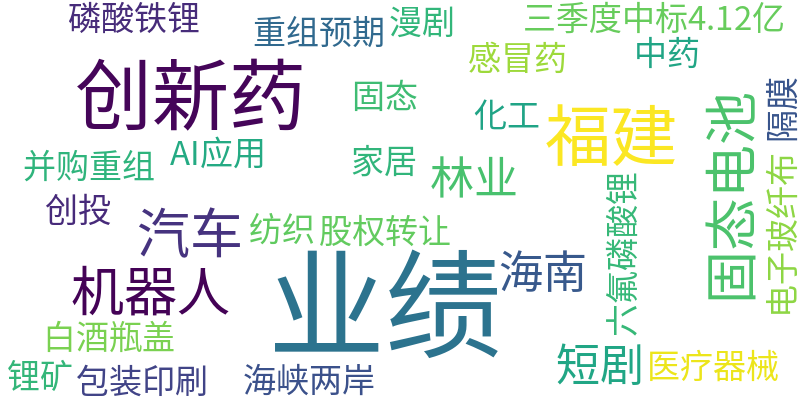 磷酸铁锂
重组预期
漫剧
三季度中标4.12亿
感冒药
中药
创新药
固态
化工
福建
隔膜
固态电池
并购重组
AI应用
家居
林业
电子玻纤布
六氟磷酸锂
创投
汽车
纺织
股权转让
机器人
业绩
海南
白酒瓶盖
锂矿
包装印刷
海峡两岸
短剧
医疗器械